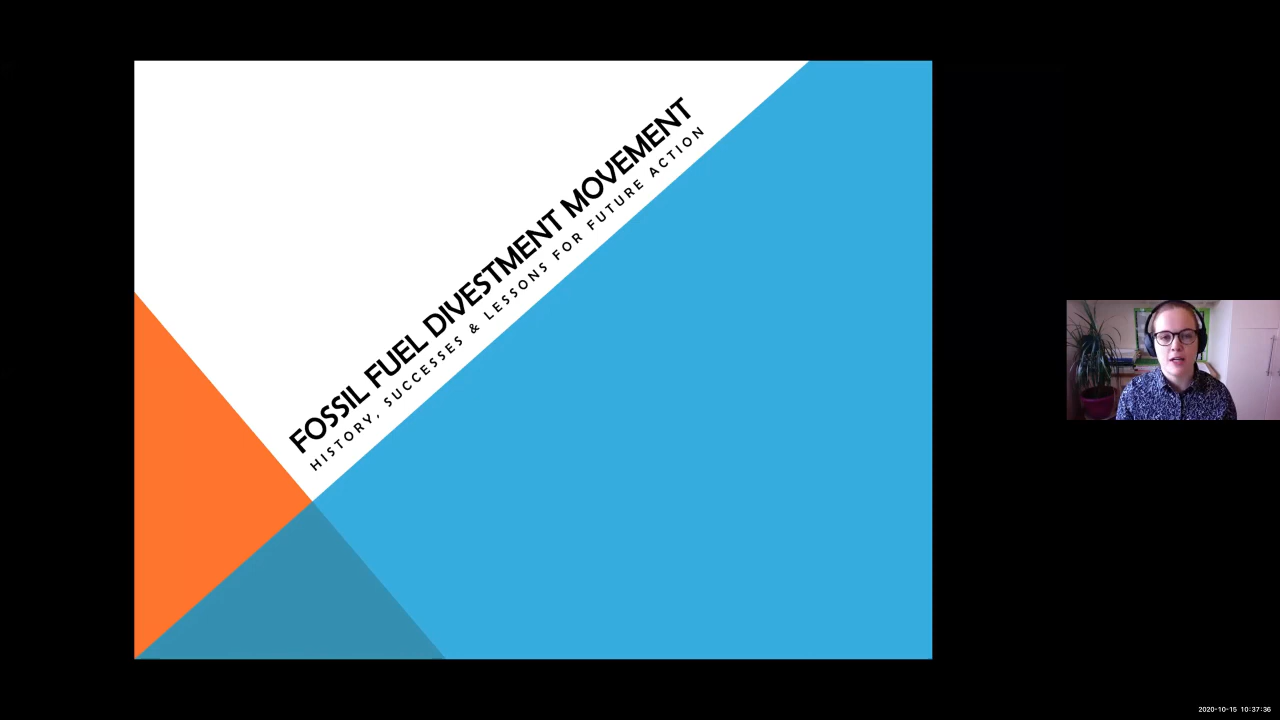 FOSSIL FUEL DIVESTMENT MOVEMENT
HISTORY, SUCCESSES & LESSONS FOR FUTURE ACTION
2020-10-15 10:37:36